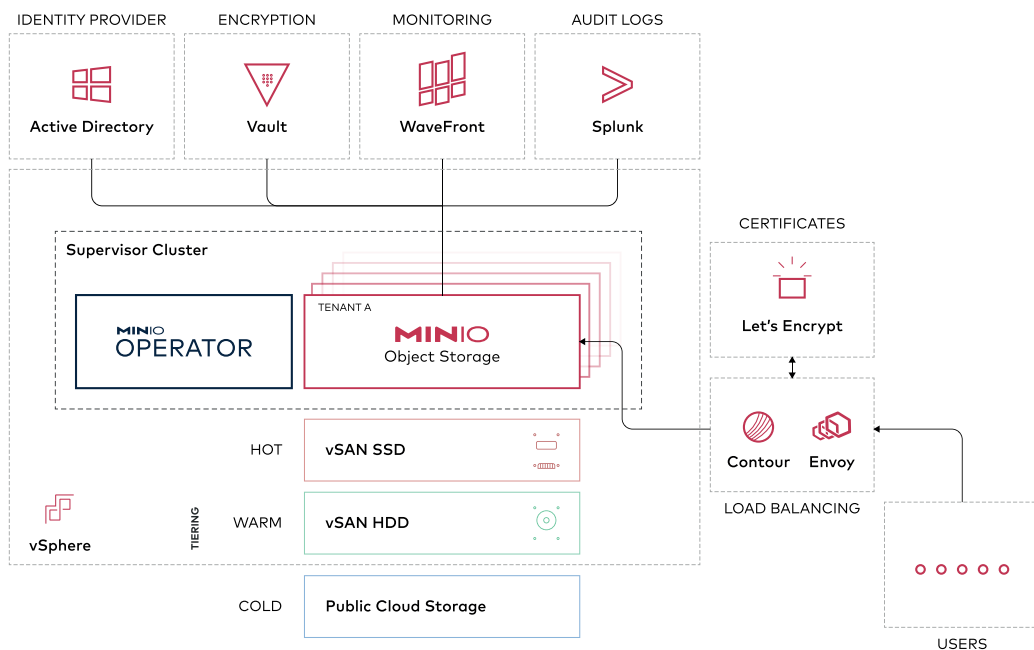 IDENTITY PROVIDER
ENCRYPTION
MONITORING
AUDIT LOGS
Active Directory
Vault
WaveFront
Splunk
CERTIFICATES
Supervisor Cluster
TENANT A
MINIO
OPERATOR
MINIO
Object Storage
Let's Encrypt
HOT
vSAN SSD
Contour
Envoy
LOAD BALANCING
vSphere
TIERING
WARM
vSAN HDD
COLD
Public Cloud Storage
USERS